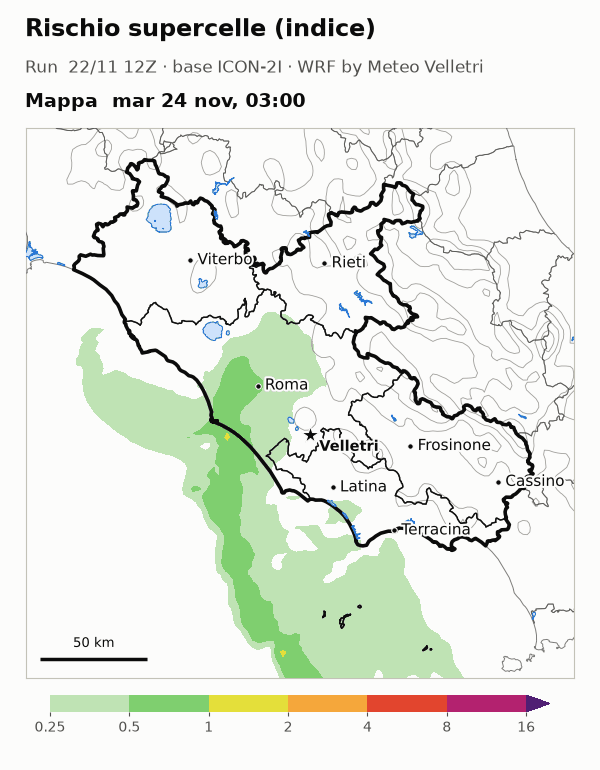 Rischio supercelle (indice)
Run 22/11 12Z · base ICON-2I · WRF by Meteo Velletri
Mappa mar 24 nov, 03:00
Viterbo
Rieti
Roma
Velletri
Frosinone
Cassino
Latina
Terracina
50 km
0.25 0.5 1 2 4 8 16